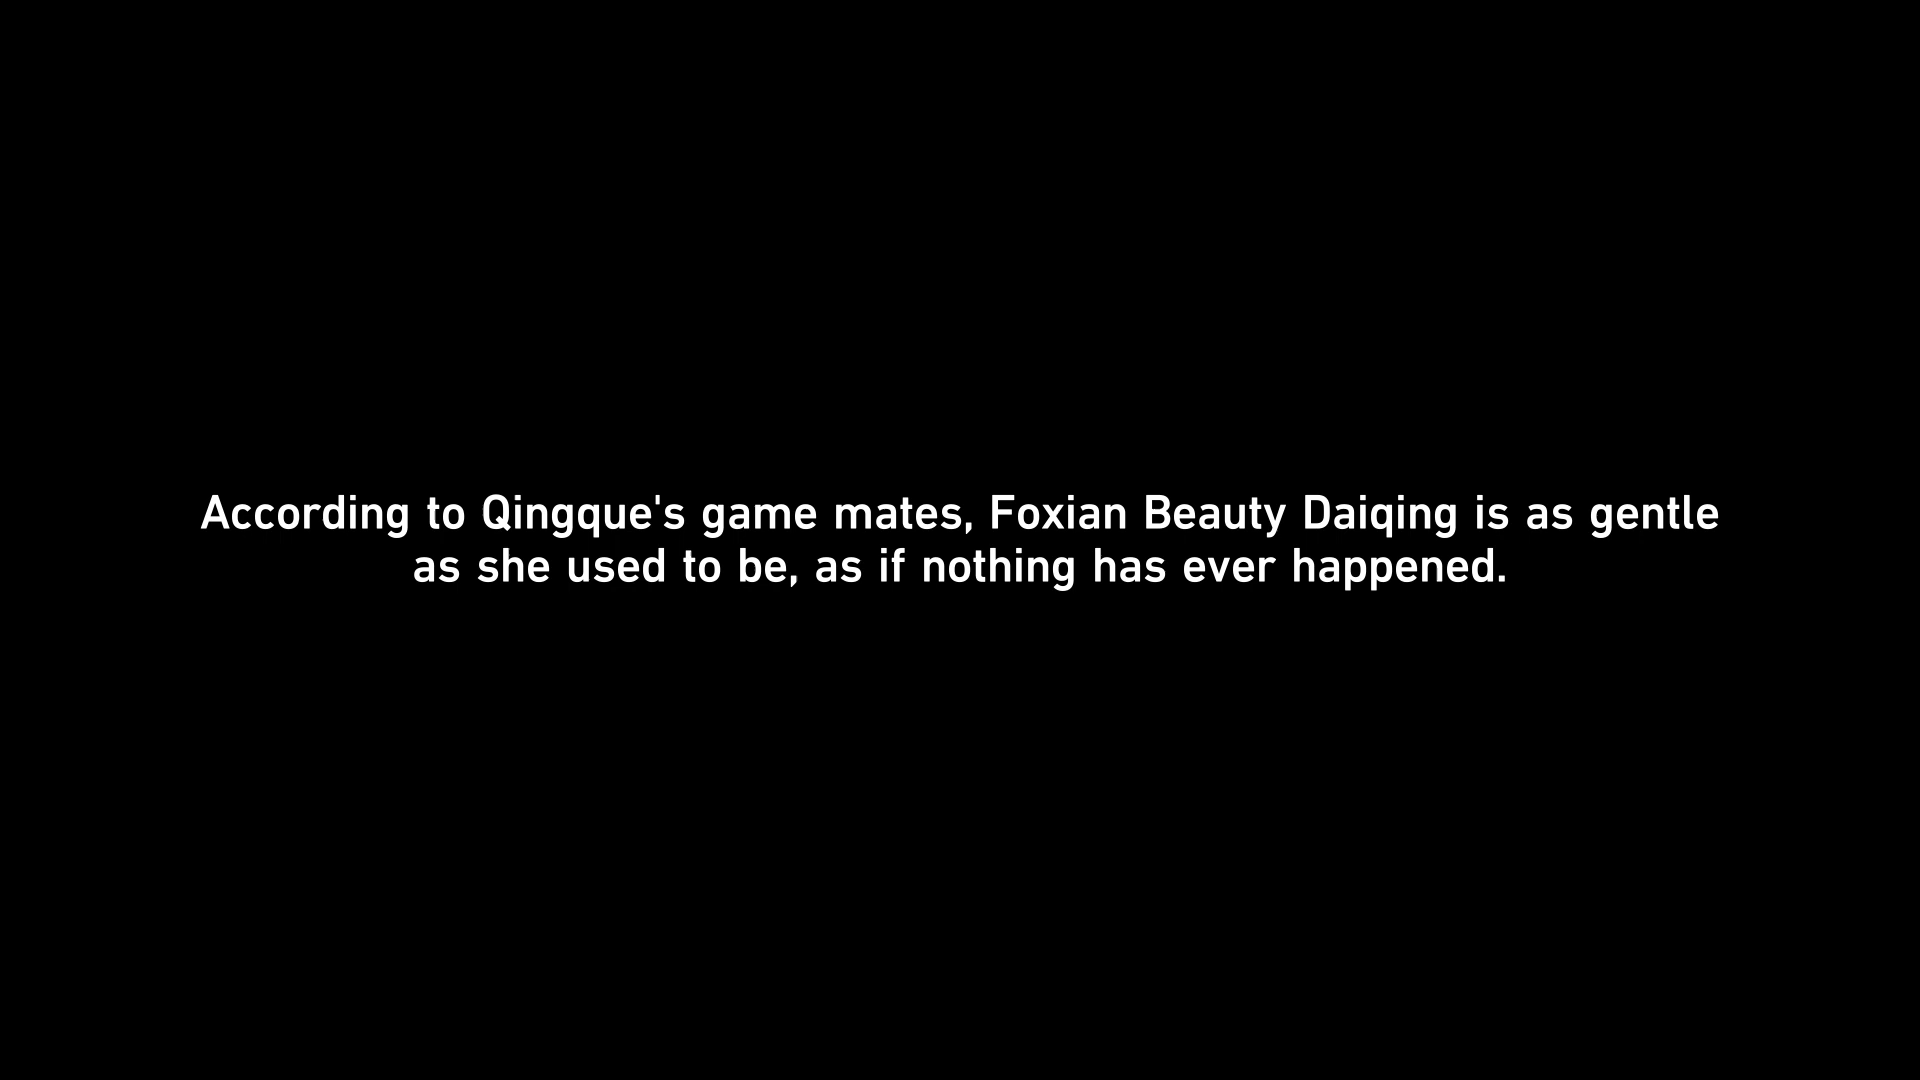 According to Qingque's game mates, Foxian Beauty Daiqing is as gentle
as she used to be, as if nothing has ever happened.